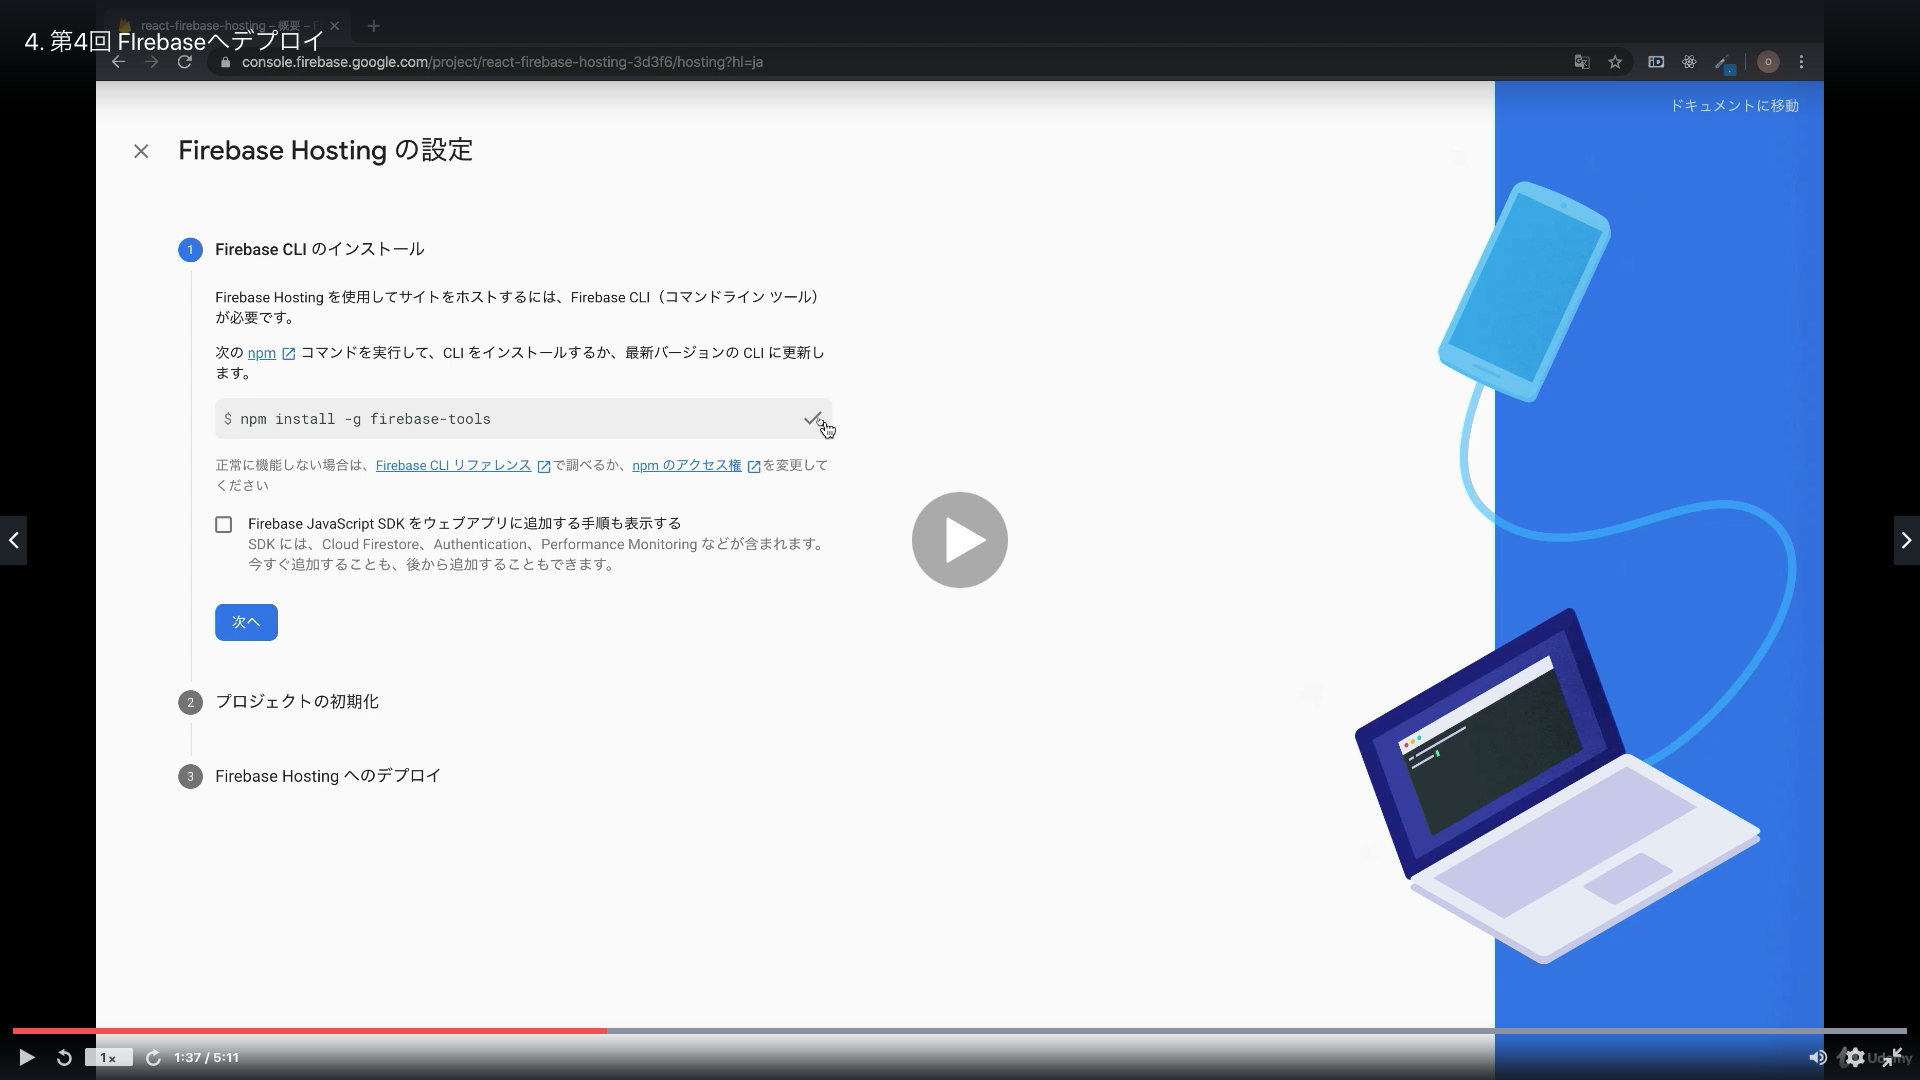 react-firebase-hosting – 概要 – F
4. 第4回 FIrebaseへデプロイ
console.firebase.google.com/project/react-firebase-hosting-3d3f6/hosting?hl=ja
O
ドキュメントに移動
Firebase Hosting の設定
1 Firebase CLI のインストール
Firebase Hosting を使用してサイトをホストするには、Firebase CLI（コマンドライン ツール）
が必要です。
次の npm コマンドを実行して、CLI をインストールするか、最新バージョンの CLI に更新し
ます。
$ npm install -g firebase-tools
正常に機能しない場合は、Firebase CLI リファレンス で調べるか、npm のアクセス権 を変更して
ください
Firebase JavaScript SDK をウェブアプリに追加する手順も表示する
SDK には、Cloud Firestore、Authentication、Performance Monitoring などが含まれます。
今すぐ追加することも、後から追加することもできます。
次へ
2 プロジェクトの初期化
3 Firebase Hosting へのデプロイ
1x
1:37 / 5:11
Udemy